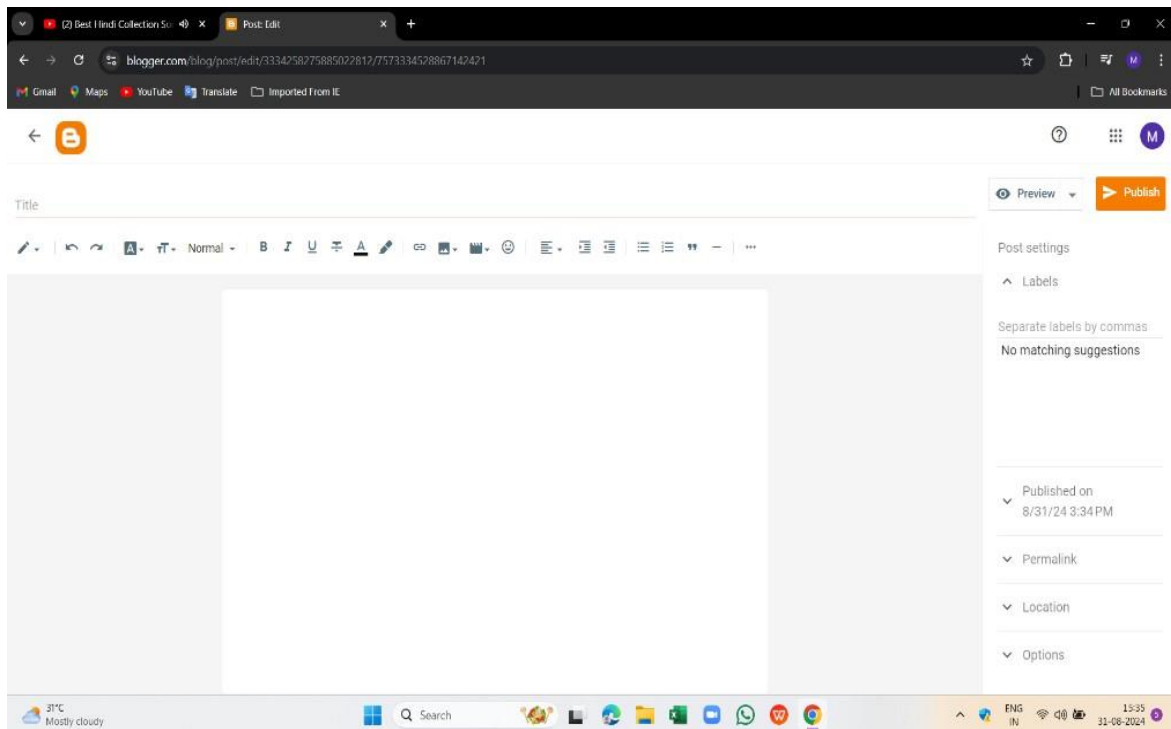 (2) Best Hindi Collection So
Post: Edit
blogger.com/blog/post/edit/3334258275885022812/7573334528867142421
Gmail Maps YouTube Translate Imported From IE All Bookmarks
M
Title
Preview
Publish
Normal
B I U T A
Post settings
Labels
Separate labels by commas
No matching suggestions
Published on
8/31/24 3:34 PM
Permalink
Location
Options
31°C
Mostly cloudy
Search
ENG
IN
15:35
31-08-2024